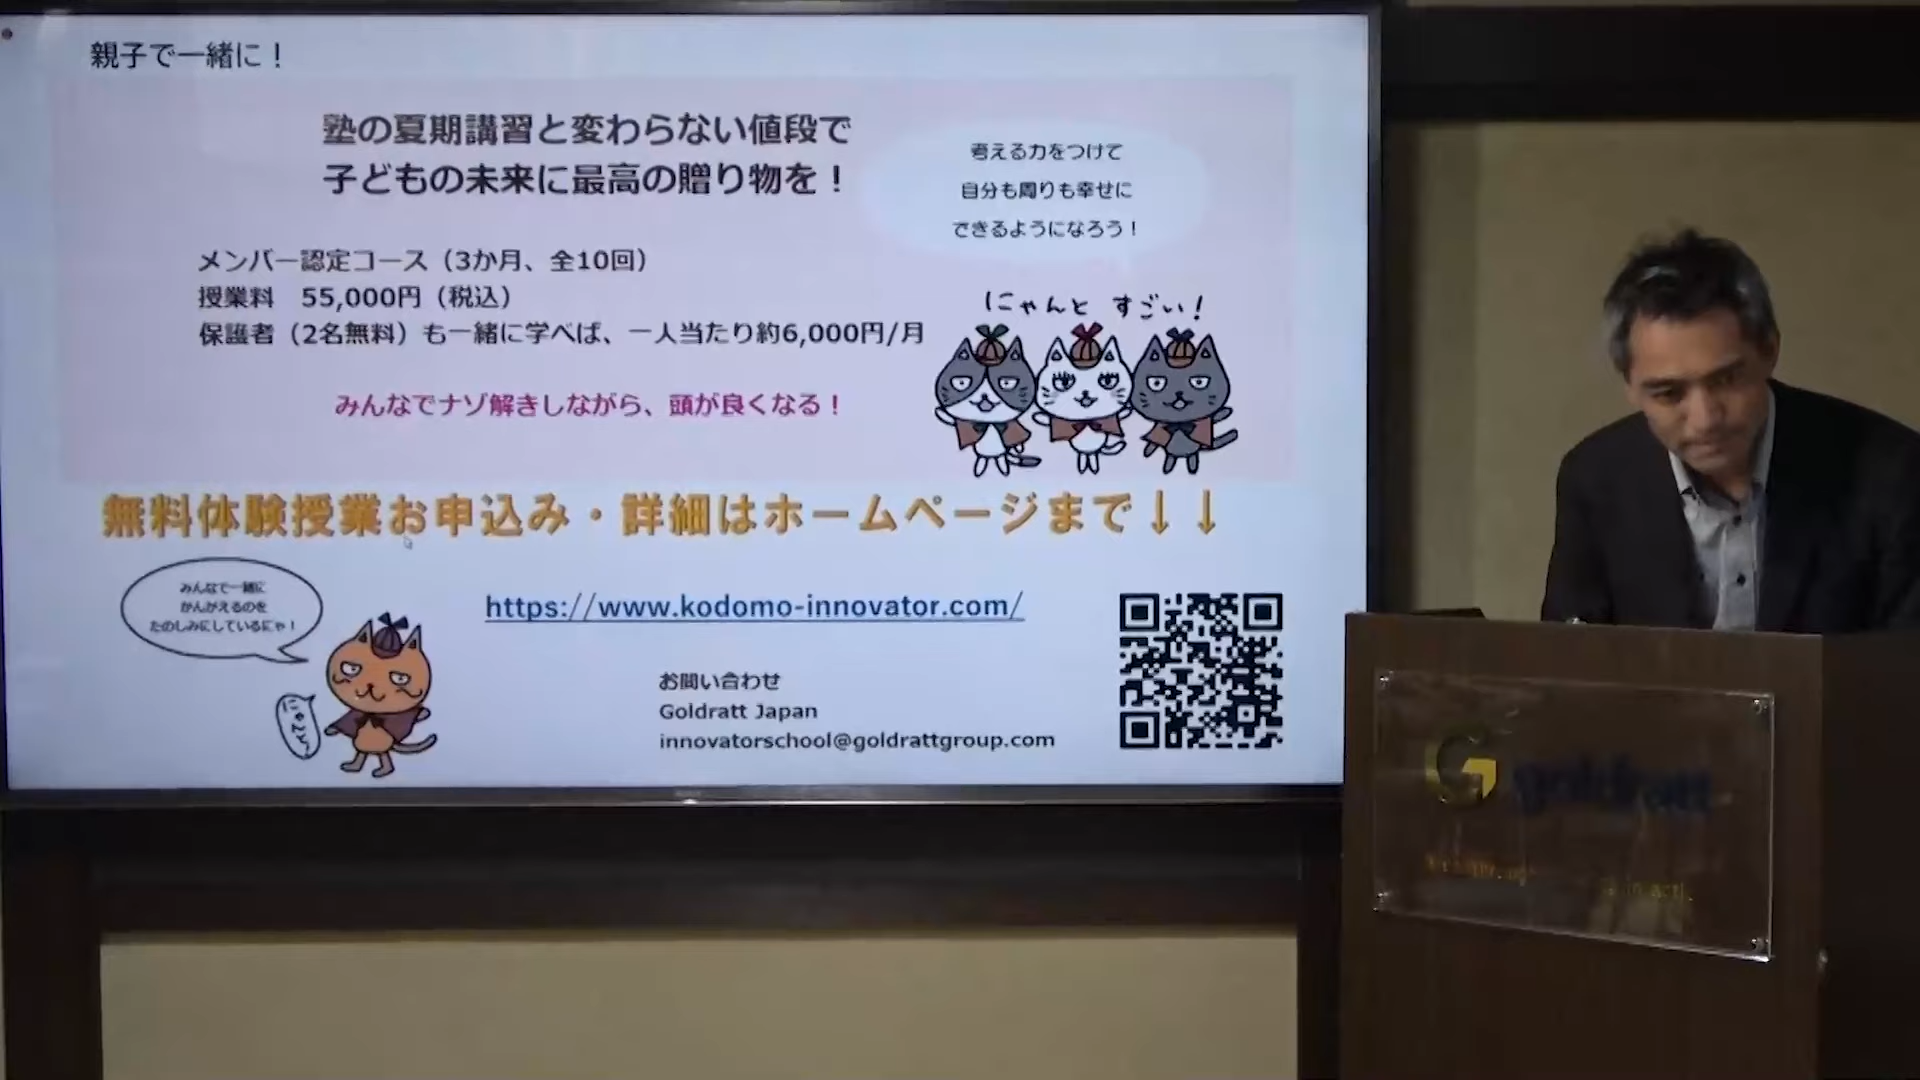 親子で一緒に！
塾の夏期講習と変わらない値段で
子どもの未来に最高の贈り物を！
考える力をつけて
自分も周りも幸せに
できるようになろう！
メンバー認定コース（3か月、全10回）
授業料　55,000円（税込）
保護者（2名無料）も一緒に学べば、一人当たり約6,000円/月
にゃんと すごい！
みんなでナゾ解きしながら、頭が良くなる！
無料体験授業お申込み・詳細はホームページまで↓↓
みんなで一緒に
かんがえるのを
たのしみにしているにゃ！
にゃんと〜
https://www.kodomo-innovator.com/
お問い合わせ
Goldratt Japan
innovatorschool@goldrattgroup.com
goldratt